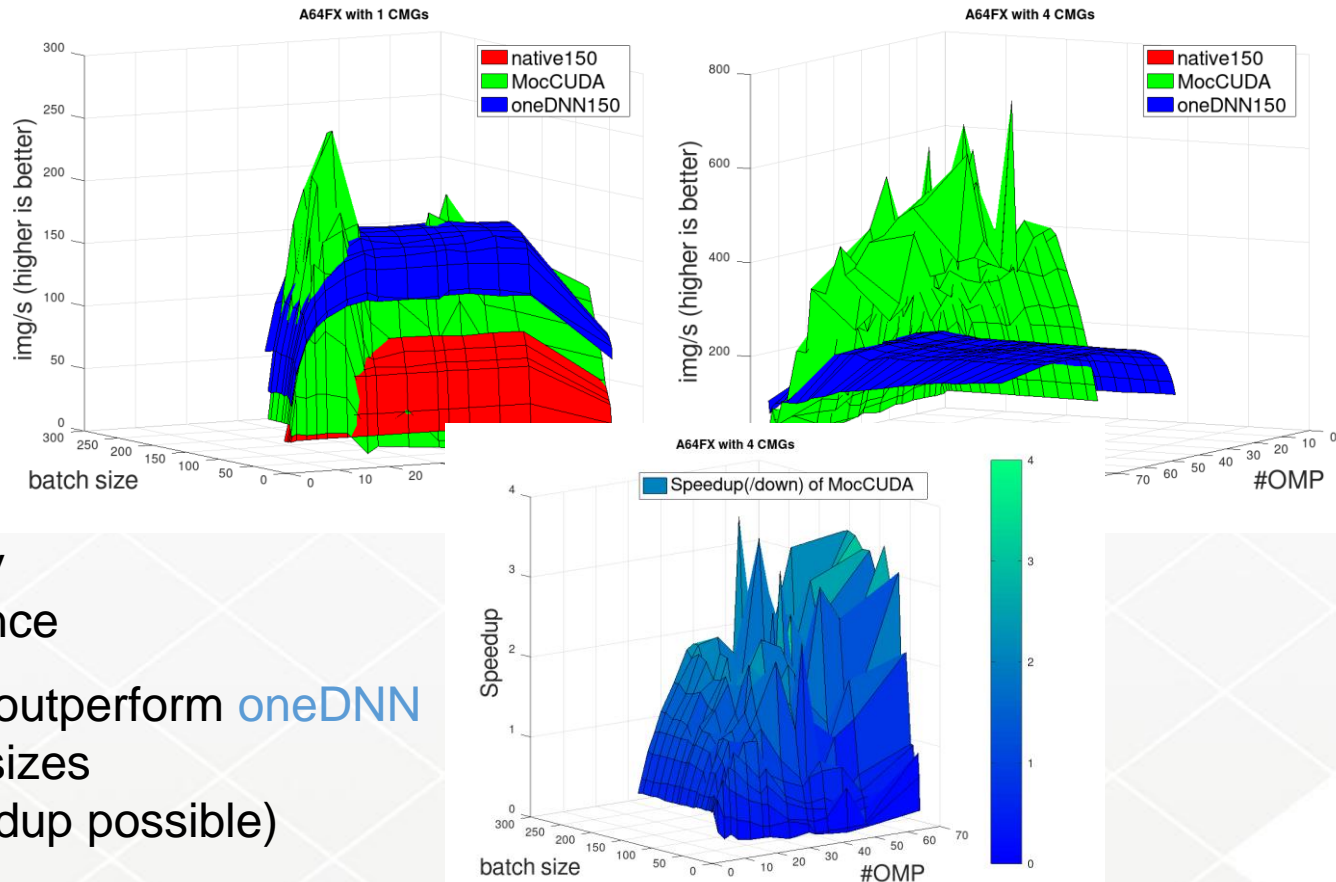 A64FX with 1 CMGs
300
250
200
150
100
50
0
img/s (higher is better)
native150
MocCUDA
oneDNN150
300
250
200
150
100
50
0
batch size
0
10
20
A64FX with 4 CMGs
800
600
400
200
img/s (higher is better)
native150
MocCUDA
oneDNN150
70
60
50
40
30
20
10
0
#OMP
A64FX with 4 CMGs
Speedup(/down) of MocCUDA
4
3
2
1
0
Speedup
300
250
200
150
100
50
0
batch size
0
10
20
30
40
50
60
70
#OMP
4
3
2
1
0
nce
outperform oneDNN
sizes
dup possible)